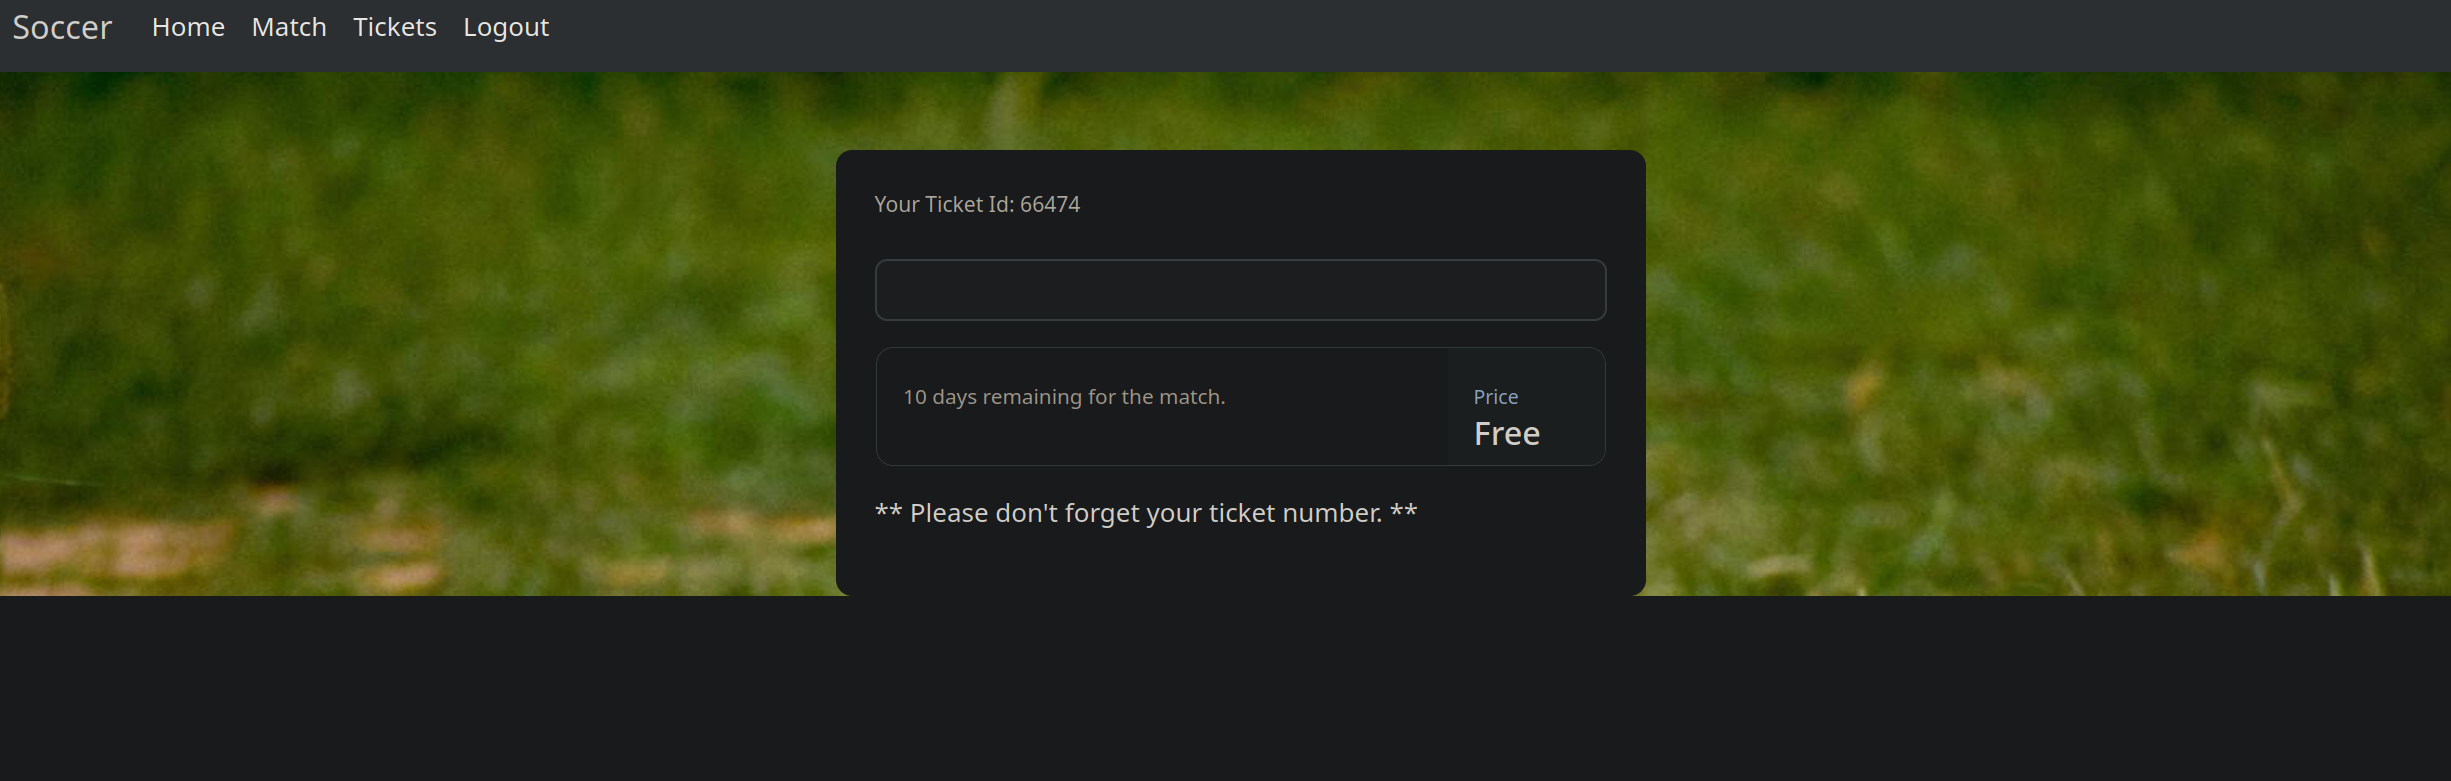 Soccer Home Match Tickets Logout
Your Ticket Id: 66474
10 days remaining for the match.
Price
Free
** Please don't forget your ticket number. **